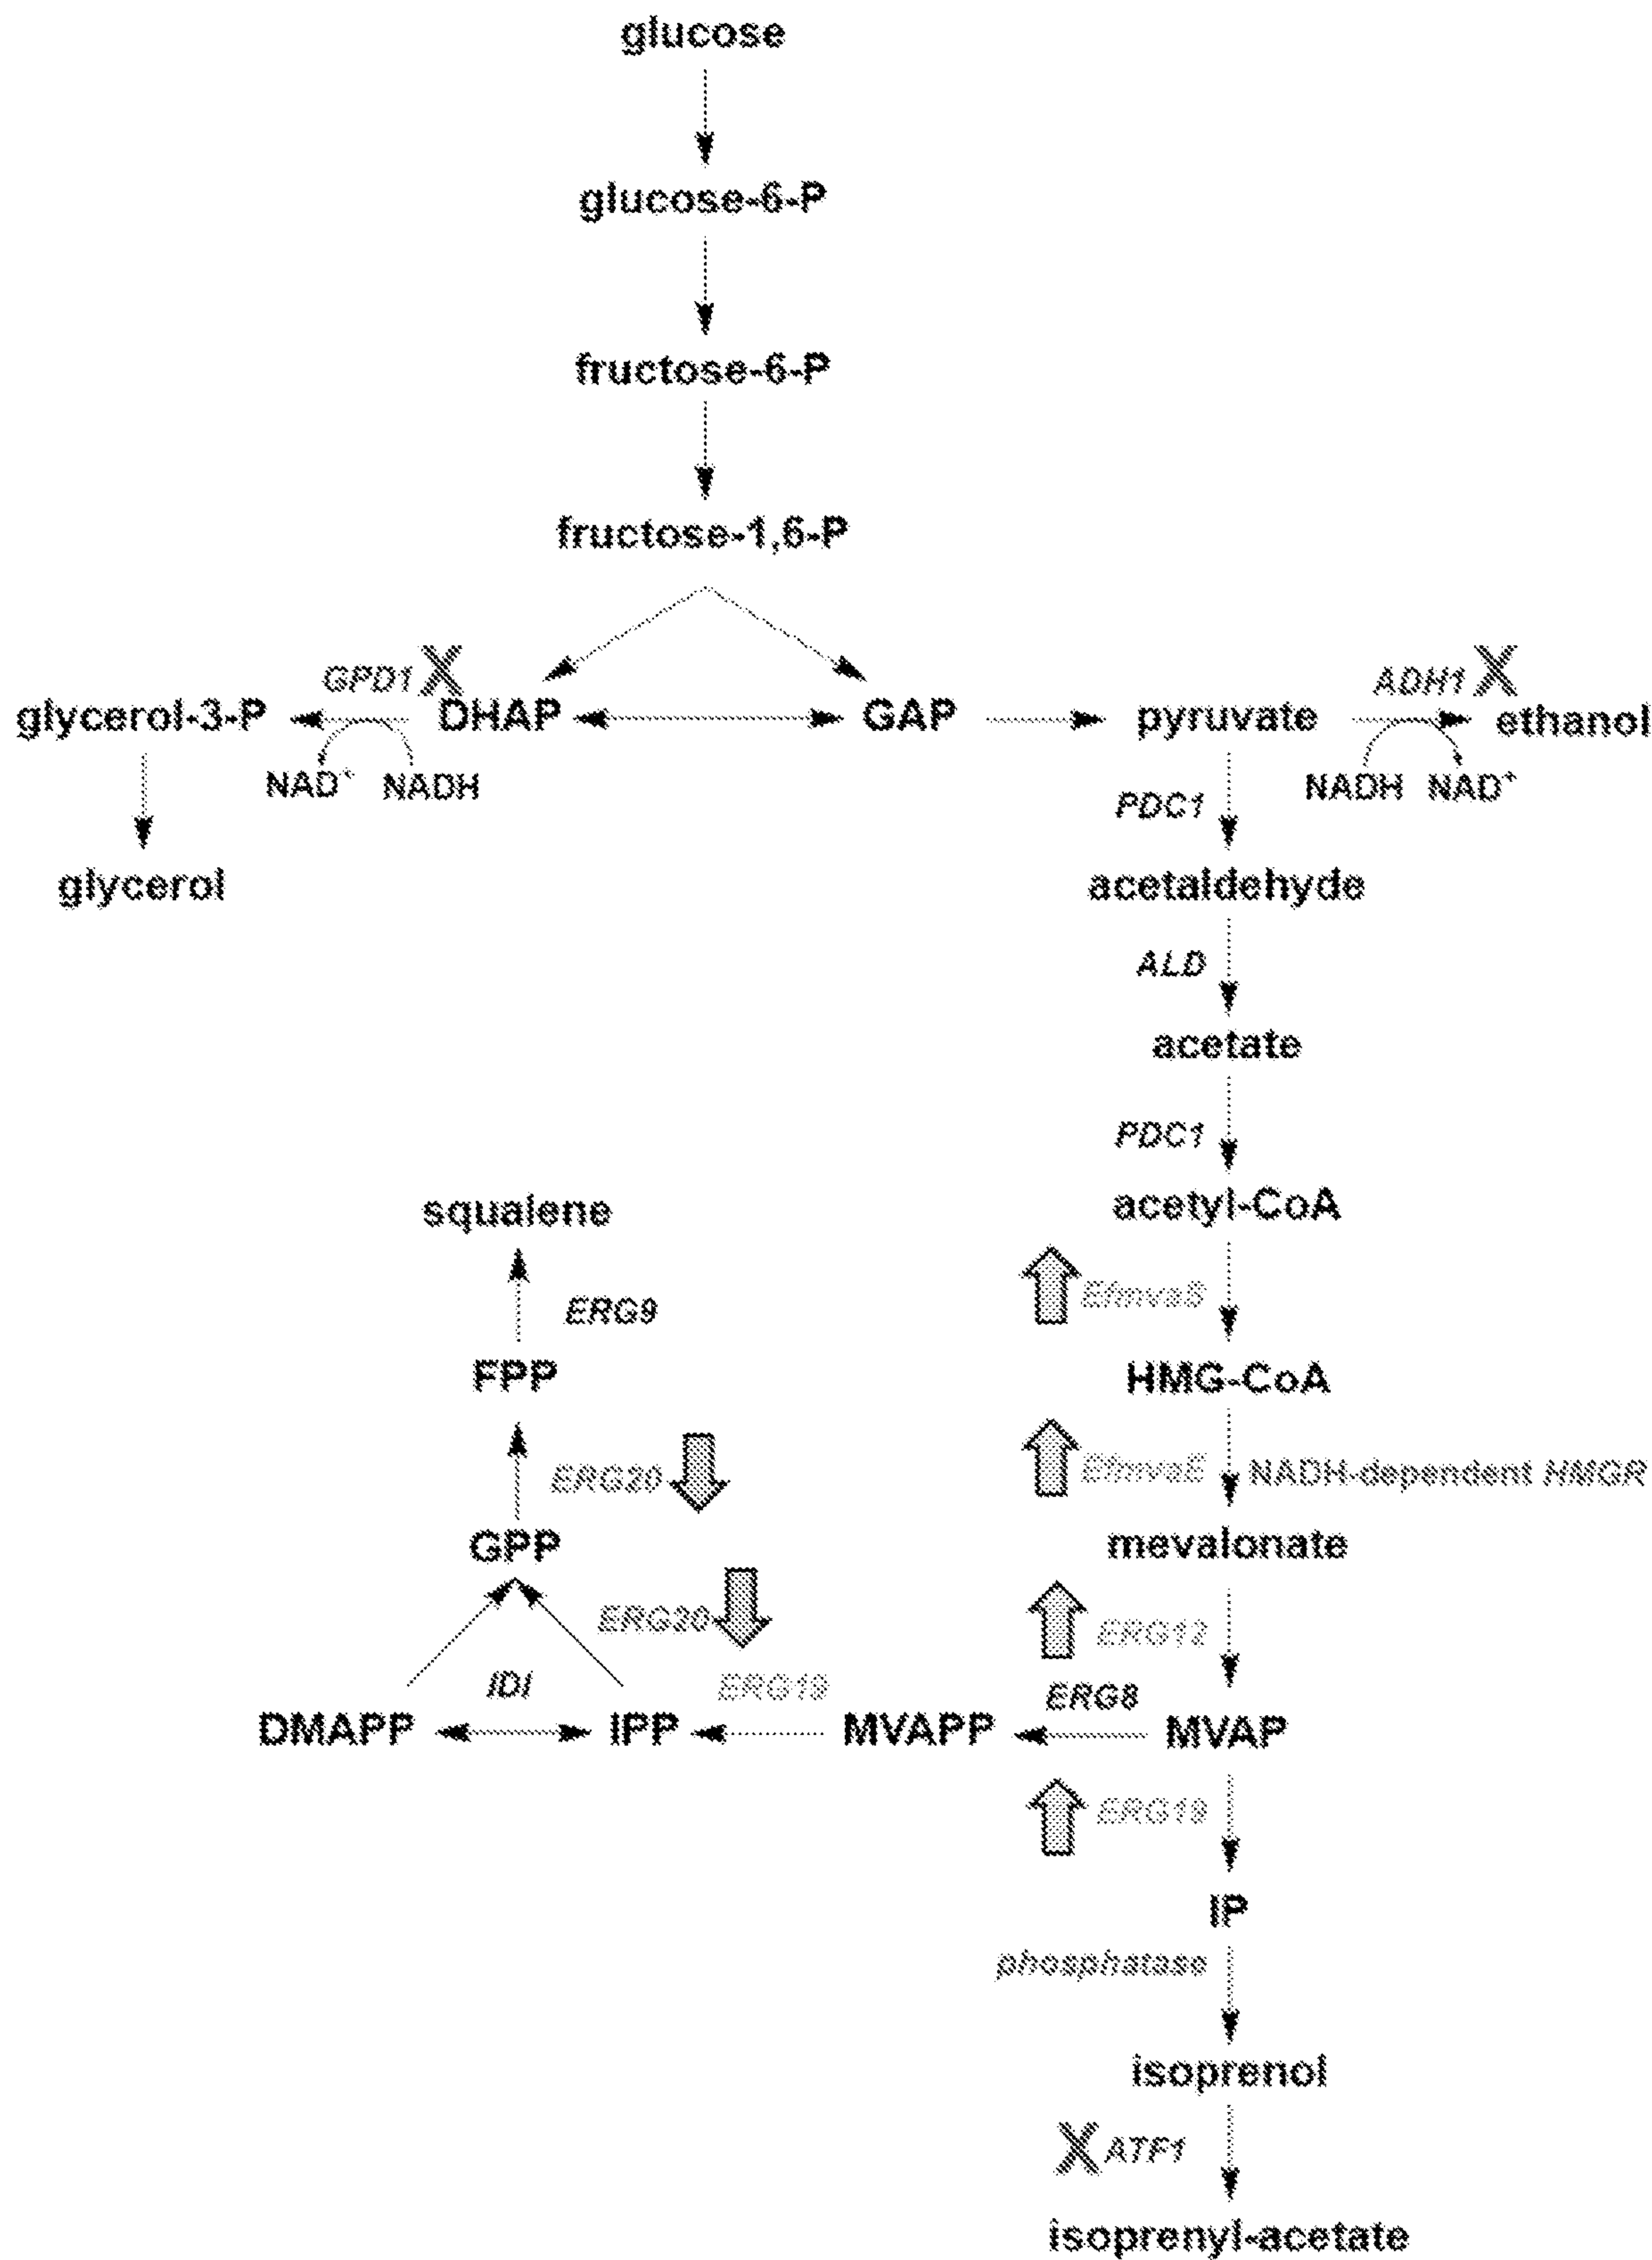 glucose
glucose-6-P
fructose-6-P
fructose-1,6-P
GPD1 X
ADH1 X
glycerol-3-P
DHAP
GAP
pyruvate
ethanol
NAD+ NADH
NADH NAD+
PDC1
glycerol
acetaldehyde
ALD
acetate
PDC1
squalene
acetyl-CoA
EfmvaS
ERG9
FPP
HMG-CoA
ERG20
EfmvaE
NADH-dependent HMGR
GPP
mevalonate
ERG20
ERG12
IDI
ERG19
ERG8
DMAPP
IPP
MVAPP
MVAP
ERG19
IP
phosphatase
isoprenol
X ATF1
isoprenyl-acetate